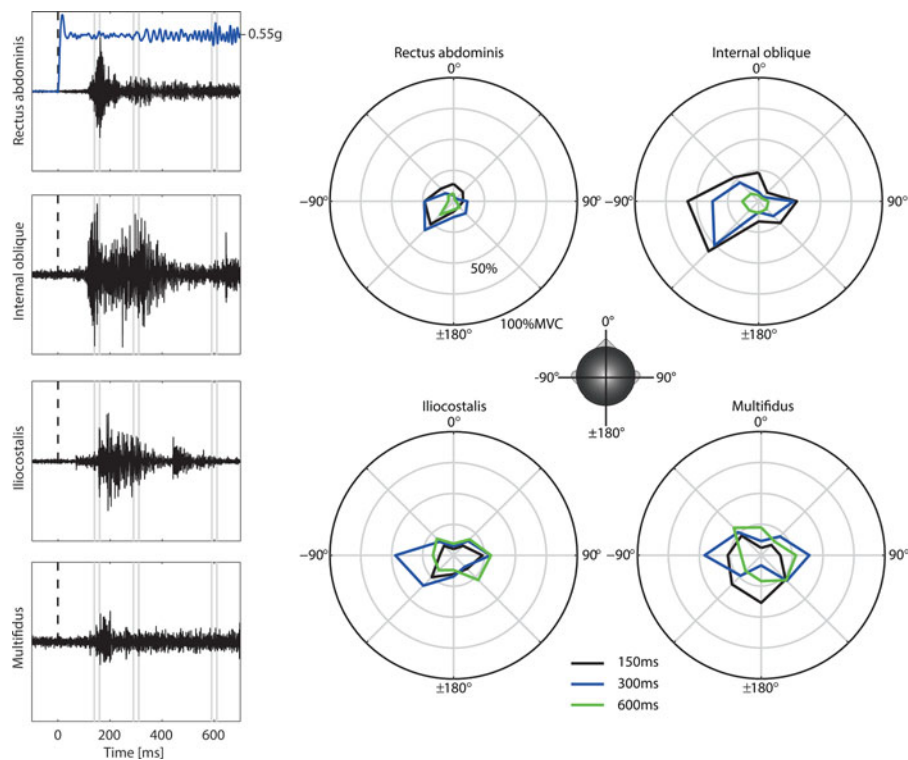 Rectus abdominis
0.55g
Internal oblique
Iliocostalis
Multifidus
0
200
400
600
Time [ms]
Rectus abdominis
0°
−90°
90°
50%
100%MVC
±180°
Internal oblique
0°
−90°
90°
±180°
0°
-90°
90°
±180°
Iliocostalis
0°
−90°
90°
±180°
Multifidus
0°
−90°
90°
±180°
150ms
300ms
600ms